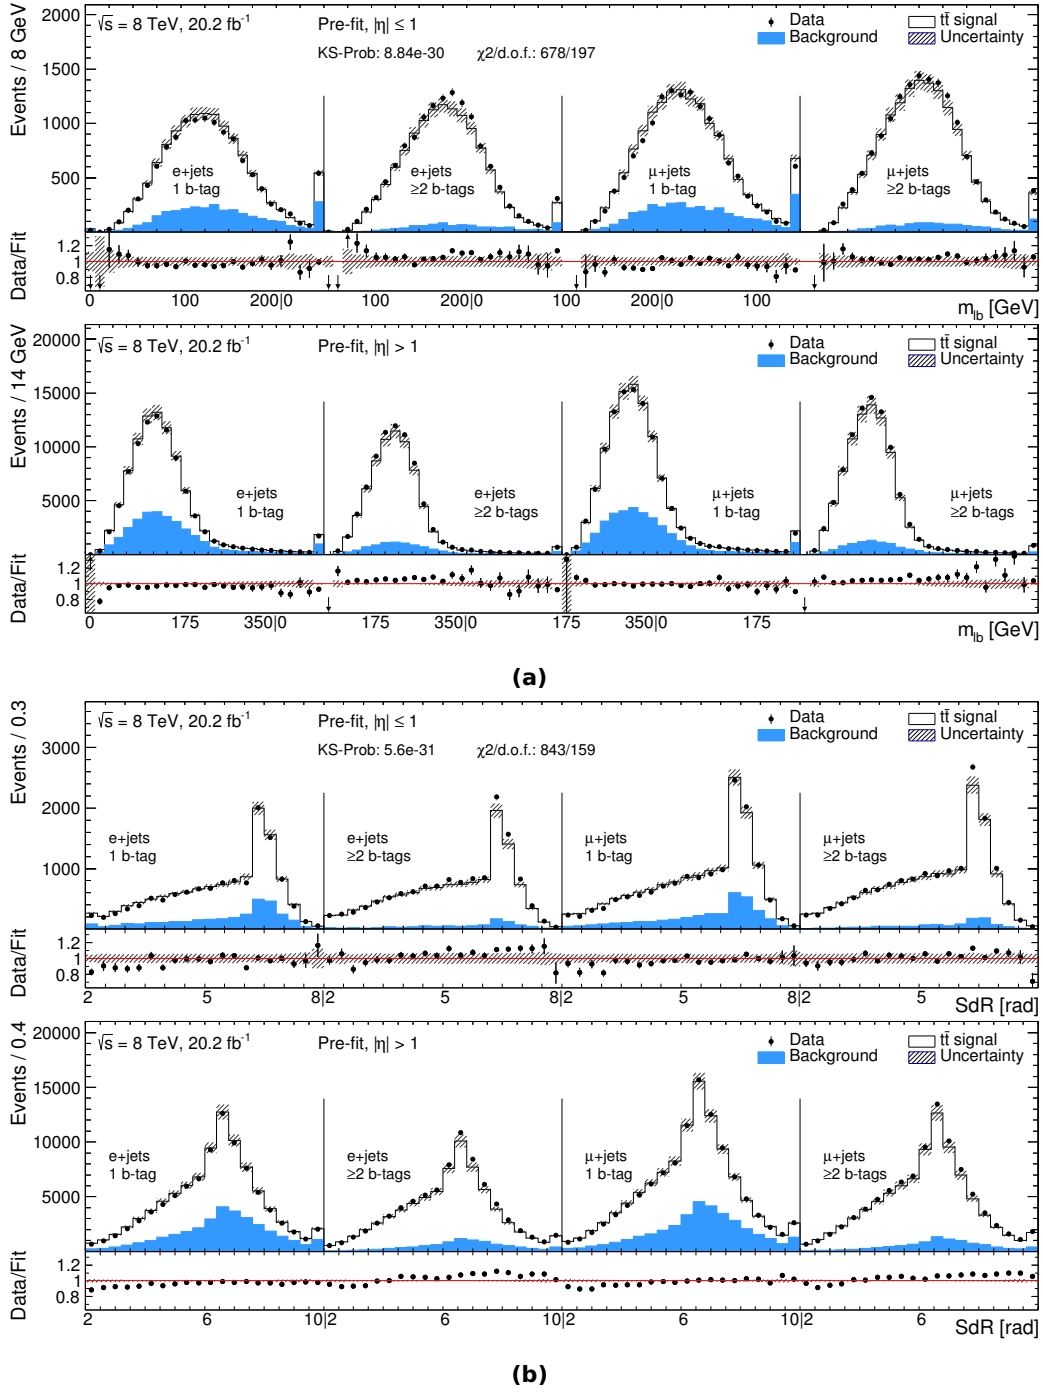 √s = 8 TeV, 20.2 fb⁻¹ Pre-fit, |η| ≤ 1 Data tt̄ signal
Background Uncertainty
KS-Prob: 8.84e-30 χ2/d.o.f.: 678/197
Events / 8 GeV
2000
1500
1000
500
e+jets
1 b-tag
e+jets
≥2 b-tags
μ+jets
1 b-tag
μ+jets
≥2 b-tags
Data/Fit
1.2
1
0.8
0 100 200|0 100 200|0 100 200|0 100
m_lb [GeV]
√s = 8 TeV, 20.2 fb⁻¹ Pre-fit, |η| > 1 Data tt̄ signal
Background Uncertainty
Events / 14 GeV
20000
15000
10000
5000
e+jets
1 b-tag
e+jets
≥2 b-tags
μ+jets
1 b-tag
μ+jets
≥2 b-tags
Data/Fit
1.2
1
0.8
0 175 350|0 175 350|0 175 350|0 175
m_lb [GeV]
(a)
√s = 8 TeV, 20.2 fb⁻¹ Pre-fit, |η| ≤ 1 Data tt̄ signal
Background Uncertainty
KS-Prob: 5.6e-31 χ2/d.o.f.: 843/159
Events / 0.3
3000
2000
1000
e+jets
1 b-tag
e+jets
≥2 b-tags
μ+jets
1 b-tag
μ+jets
≥2 b-tags
Data/Fit
1.2
1
0.8
2 5 8|2 5 8|2 5 8|2 5
SdR [rad]
√s = 8 TeV, 20.2 fb⁻¹ Pre-fit, |η| > 1 Data tt̄ signal
Background Uncertainty
Events / 0.4
20000
15000
10000
5000
e+jets
1 b-tag
e+jets
≥2 b-tags
μ+jets
1 b-tag
μ+jets
≥2 b-tags
Data/Fit
1.2
1
0.8
2 6 10|2 6 10|2 6 10|2 6
SdR [rad]
(b)